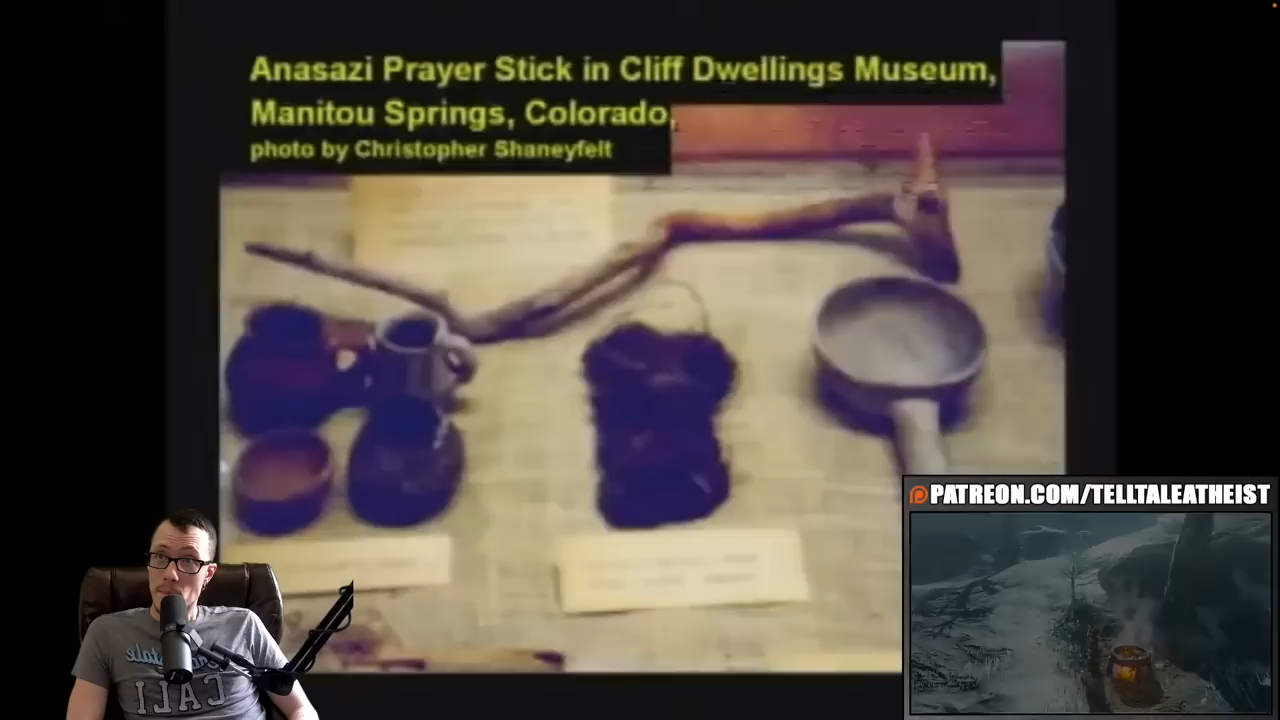 Anasazi Prayer Stick in Cliff Dwellings Museum,
Manitou Springs, Colorado.
photo by Christopher Shaneyfelt
PATREON.COM/TELLTALEATHEIST
CALI